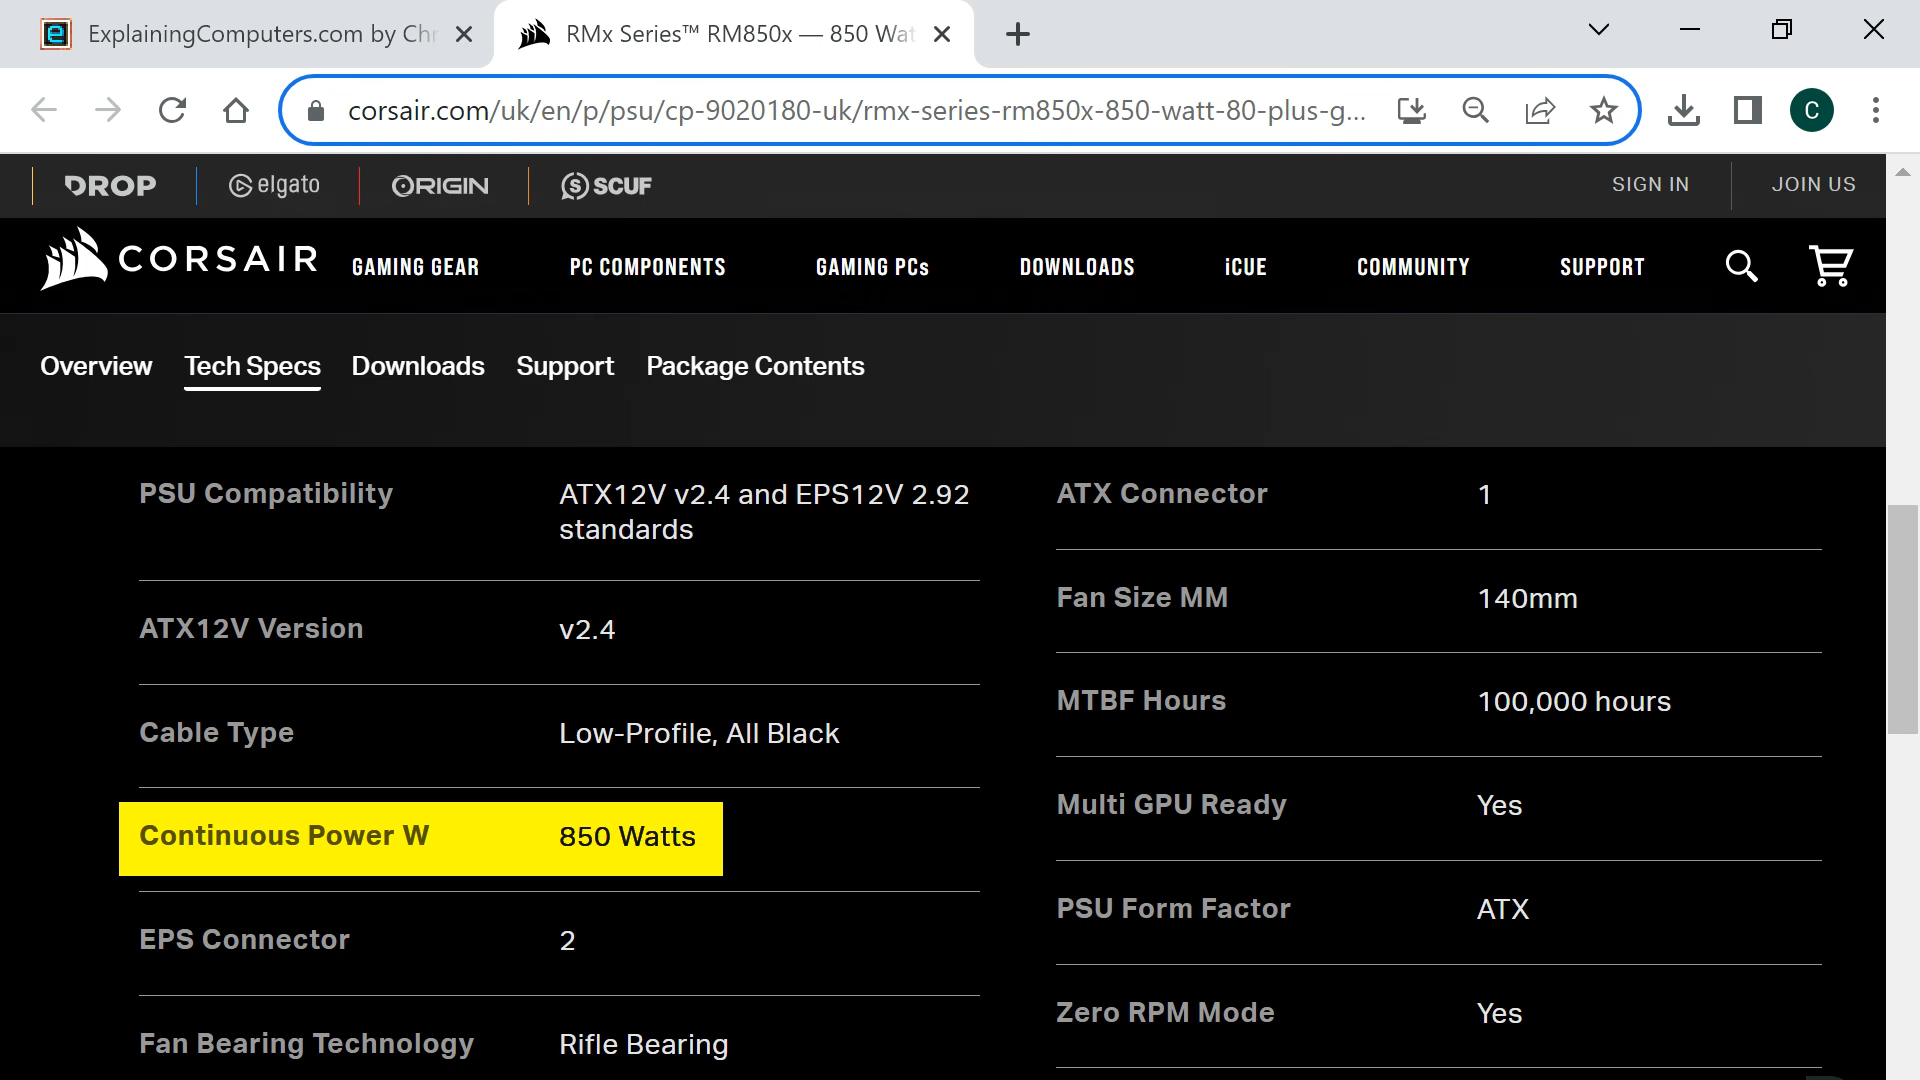 ExplainingComputers.com by Chr
RMx Series™ RM850x — 850 Wat
corsair.com/uk/en/p/psu/cp-9020180-uk/rmx-series-rm850x-850-watt-80-plus-g...
C
DROP
elgato
ORIGIN
SCUF
SIGN IN
JOIN US
CORSAIR
GAMING GEAR
PC COMPONENTS
GAMING PCs
DOWNLOADS
iCUE
COMMUNITY
SUPPORT
Overview
Tech Specs
Downloads
Support
Package Contents
PSU Compatibility
ATX12V v2.4 and EPS12V 2.92
standards
ATX12V Version
v2.4
Cable Type
Low-Profile, All Black
Continuous Power W
850 Watts
EPS Connector
2
Fan Bearing Technology
Rifle Bearing
ATX Connector
1
Fan Size MM
140mm
MTBF Hours
100,000 hours
Multi GPU Ready
Yes
PSU Form Factor
ATX
Zero RPM Mode
Yes